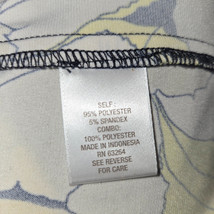 SELF:
95% POLYESTER
5% SPANDEX
COMBO:
100% POLYESTER
MADE IN INDONESIA
RN 63264
SEE REVERSE
FOR CARE